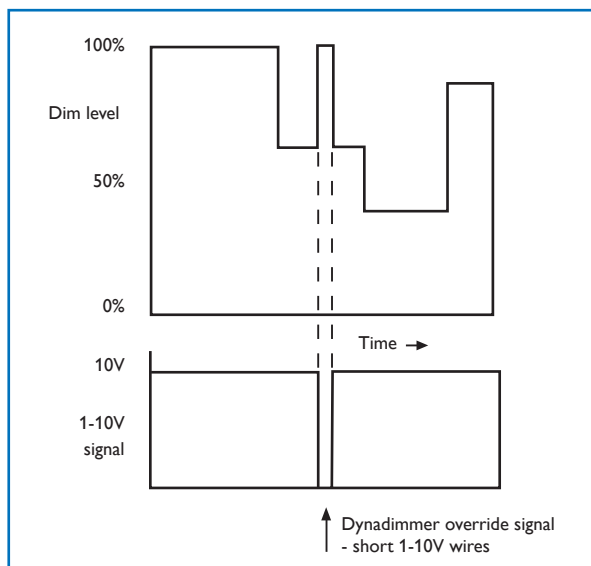 100%
Dim level
50%
0%
Time
10V
1-10V
signal
Dynadimmer override signal
- short 1-10V wires